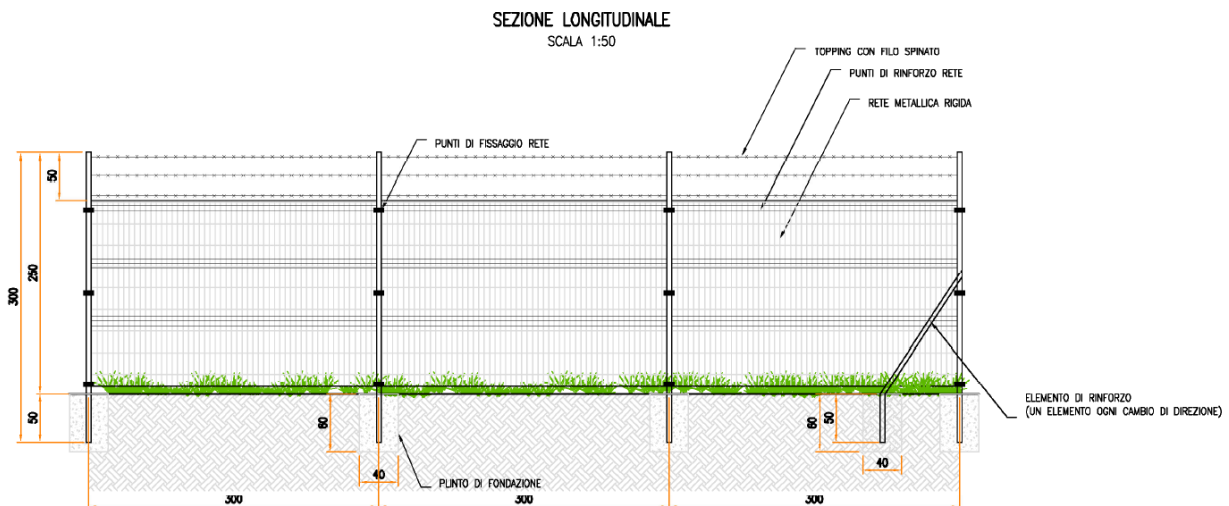 SEZIONE LONGITUDINALE
SCALA 1:50
TOPPING CON FILO SPINATO
PUNTI DI RINFORZO RETE
RETE METALLICA RIGIDA
PUNTI DI FISSAGGIO RETE
50
250
300
50
60
40
PLINTO DI FONDAZIONE
60
50
40
ELEMENTO DI RINFORZO
(UN ELEMENTO OGNI CAMBIO DI DIREZIONE)
300
300
300